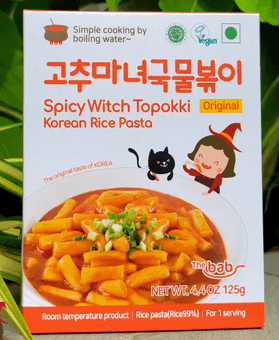 Simple cooking by
boiling water~
Vegan
고추마녀국물볶이
Spicy Witch Topokki Original
Korean Rice Pasta
The original taste of KOREA
The bab
NET WT. 4.4OZ 125g
Room temperature product | Rice pasta(Rice99%) | For 1 serving